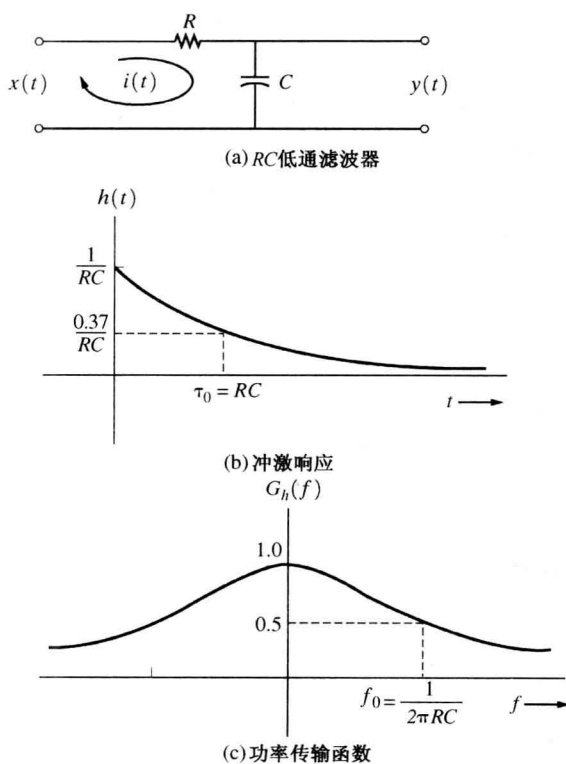 R
x(t)
i(t)
C
y(t)
(a) RC低通滤波器
h(t)
1/RC
0.37/RC
τ₀ = RC
t
(b) 冲激响应
Gₕ(f)
1.0
0.5
f₀ = 1/2πRC
f
(c) 功率传输函数